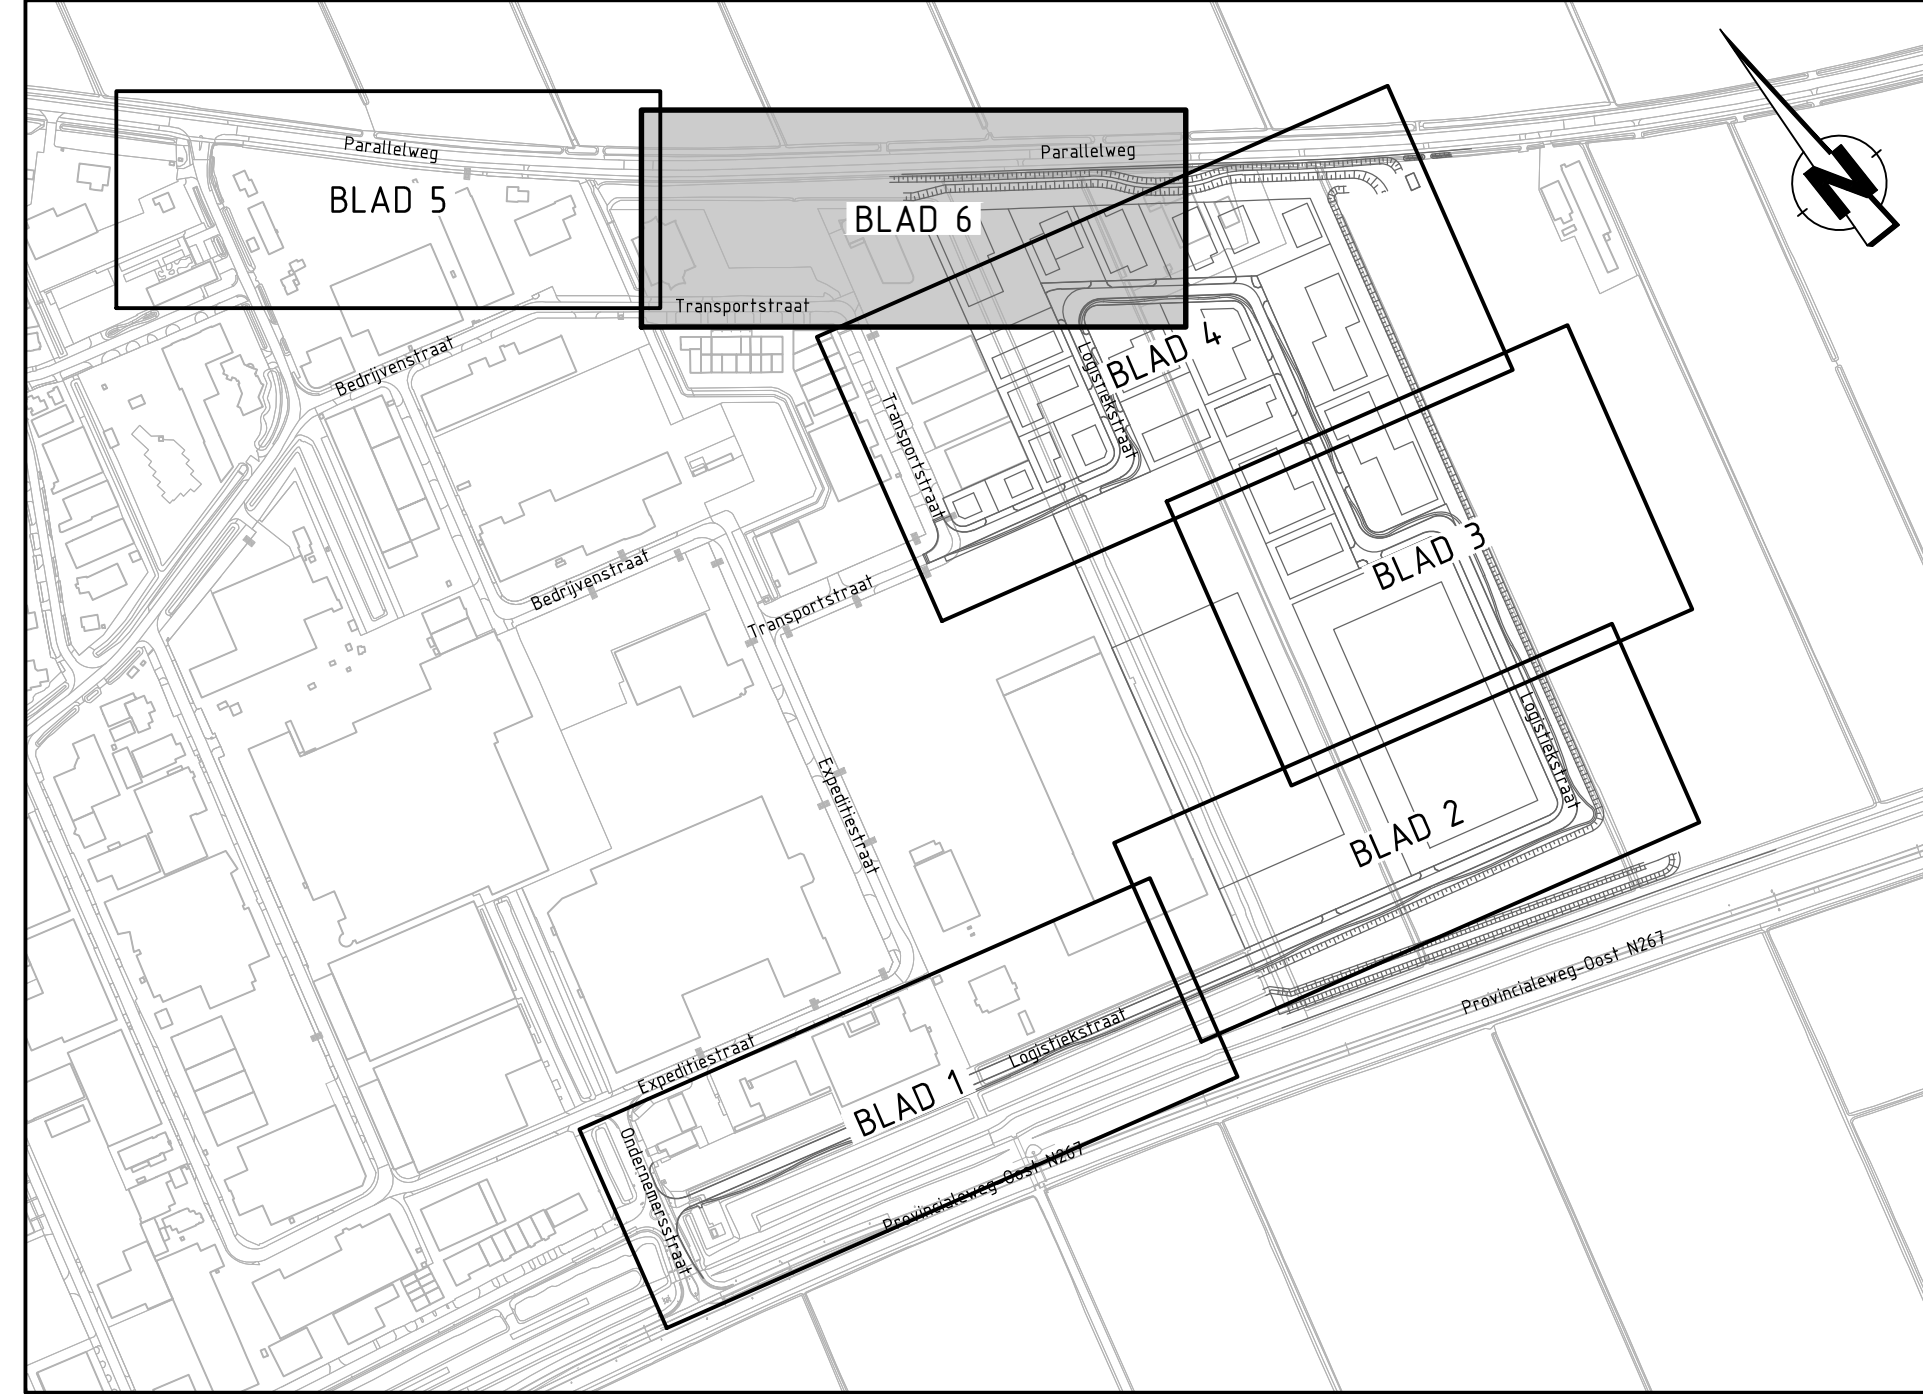 Parallelweg
Parallelweg
BLAD 5
BLAD 6
N
Transportstraat
Bedrijvenstraat
BLAD 4
Logistiekstraat
Transportstraat
BLAD 3
Bedrijvenstraat
Transportstraat
Logistiekstraat
Expeditiestraat
BLAD 2
Provincialeweg-Oost N267
Logistiekstraat
Expeditiestraat
BLAD 1
Ondernemersstraat
Provincialeweg-Oost N267